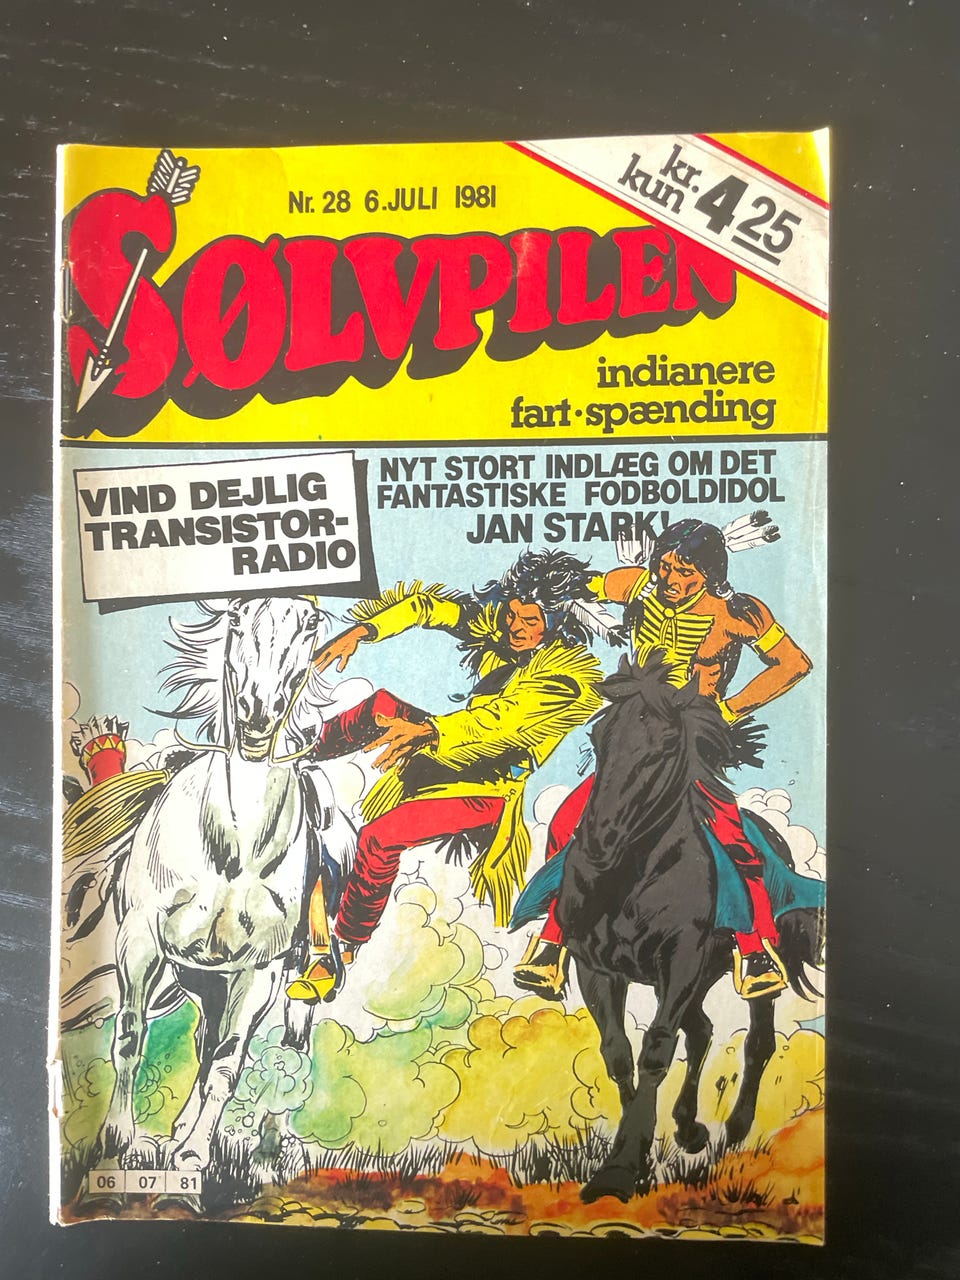 kr.
kun 4 25
Nr. 28 6. JULI 1981
SØLVPILEN
indianere
fart·spænding
VIND DEJLIG
TRANSISTOR-
RADIO
NYT STORT INDLÆG OM DET
FANTASTISKE FODBOLDIDOL
JAN STARK!
06 07 81